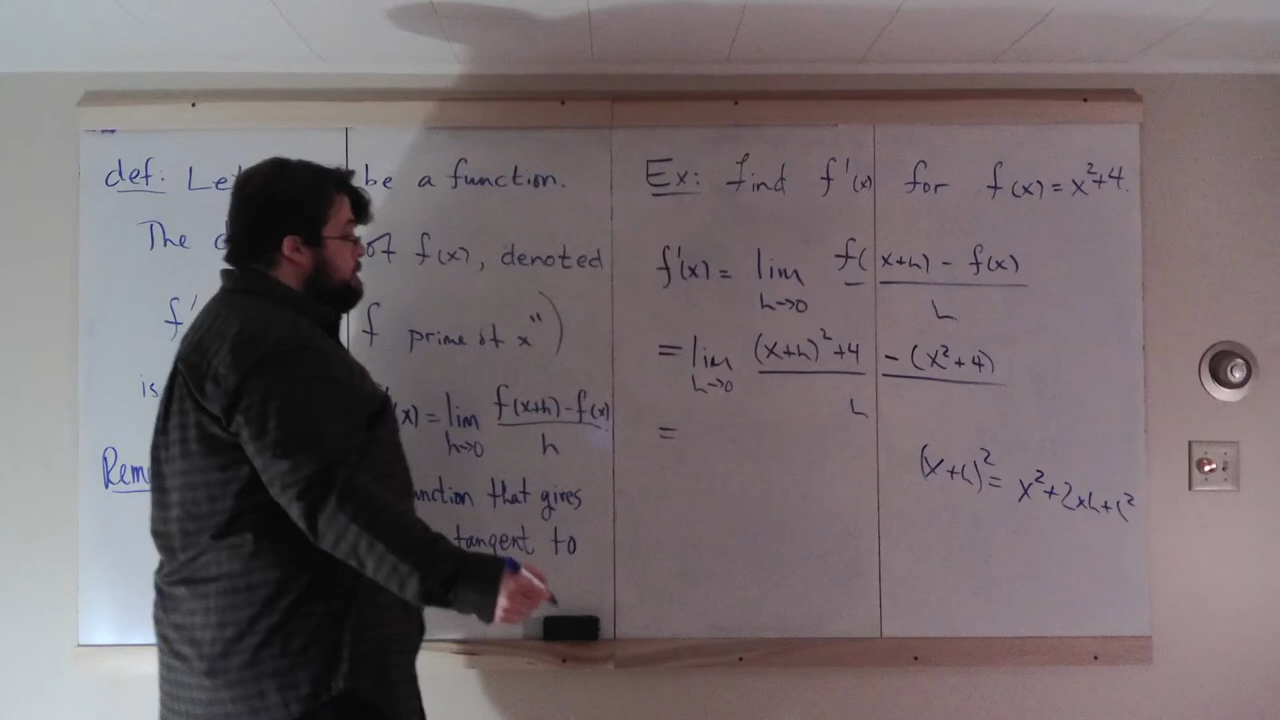 def: Le be a function.
The of f(x), denoted
f' f prime of x")
is
(x) = lim h→0 f(x+h) - f(x) / h
Rem nction that gives
tangent to
Ex: find f'(x) for f(x) = x²+4.
f'(x) = lim h→0 f(x+h) - f(x) / h
= lim h→0 (x+h)²+4 - (x²+4) / h
=
(x+h)² = x²+2xh+h²